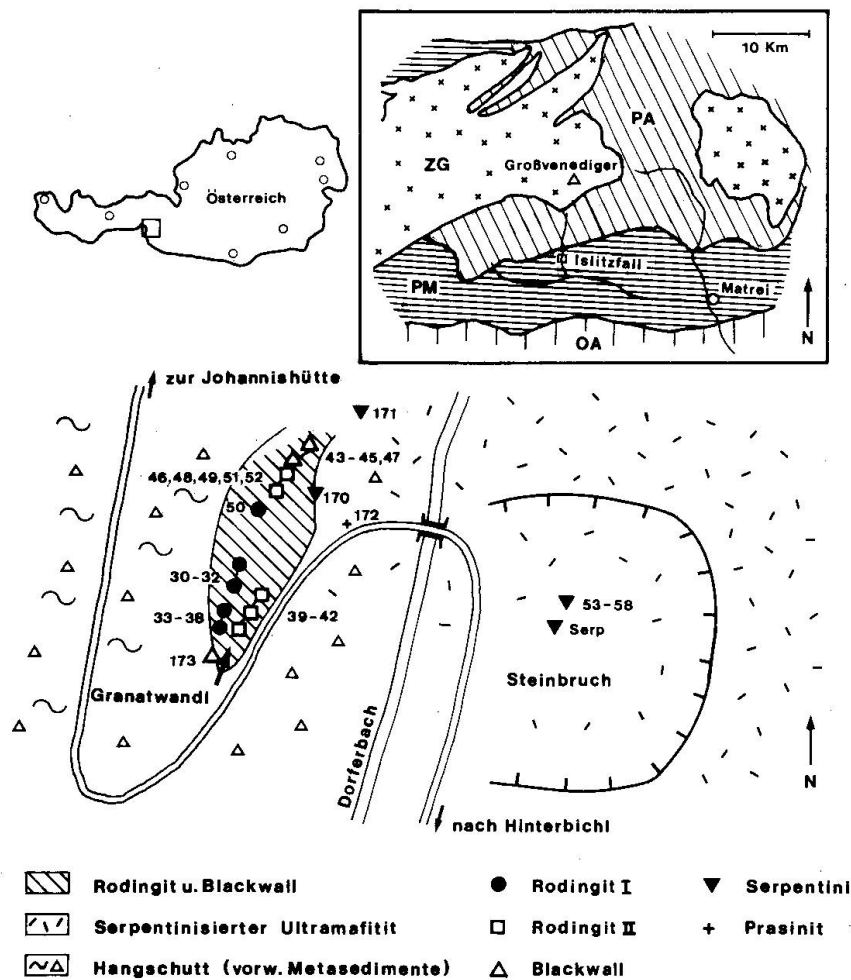 10 Km
PA
ZG
Großvenediger
Österreich
Islitzfall
PM
Matrei
OA
N
zur Johannishütte
171
43-45,47
46,48,49,51,52
170
50
172
30-32
33-38
39-42
53-58
Serp
173
Granatwandl
Steinbruch
Dorferbach
N
nach Hinterbichl
Rodingit u. Blackwall
Rodingit I
Serpentini
Serpentinisierter Ultramafitit
Rodingit II
Prasinit
Hangschutt (vorw. Metasedimente)
Blackwall